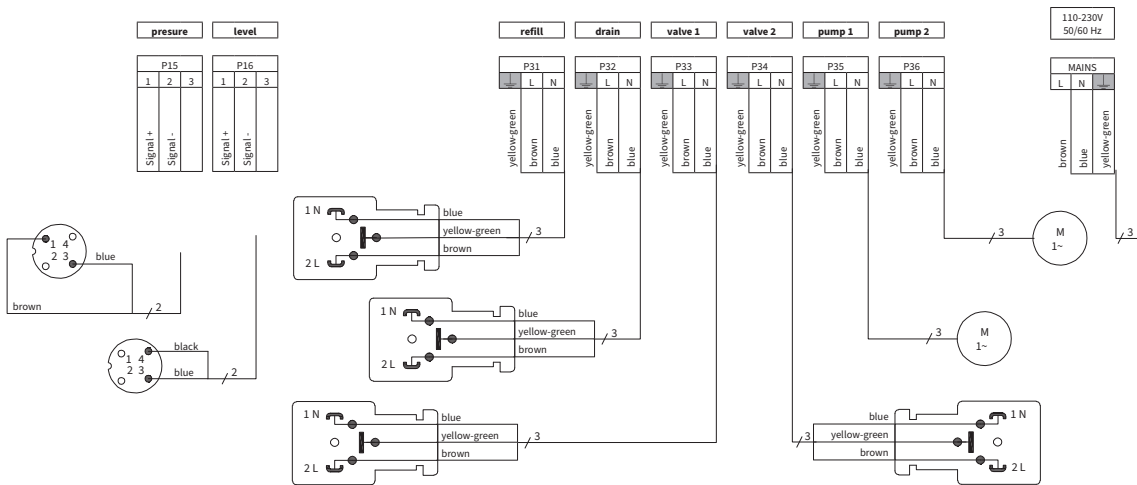 presure level refill drain valve 1 valve 2 pump 1 pump 2 110-230V
50/60 Hz
P15 P16 P31 P32 P33 P34 P35 P36 MAINS
1 2 3 1 2 3 L N L N L N L N L N L N L N
Signal + Signal - Signal + Signal - yellow-green brown blue yellow-green brown blue yellow-green brown blue yellow-green brown blue yellow-green brown blue yellow-green brown blue brown blue yellow-green
1 N blue
yellow-green 3
brown
2 L
1 4
2 3 blue
brown 2
M
1~ 3
3
1 N blue
yellow-green 3
brown
2 L
3 M
1~
black
1 4
2 3
blue 2
1 N blue
yellow-green 3
brown
2 L
blue 1 N
3 yellow-green
brown
2 L